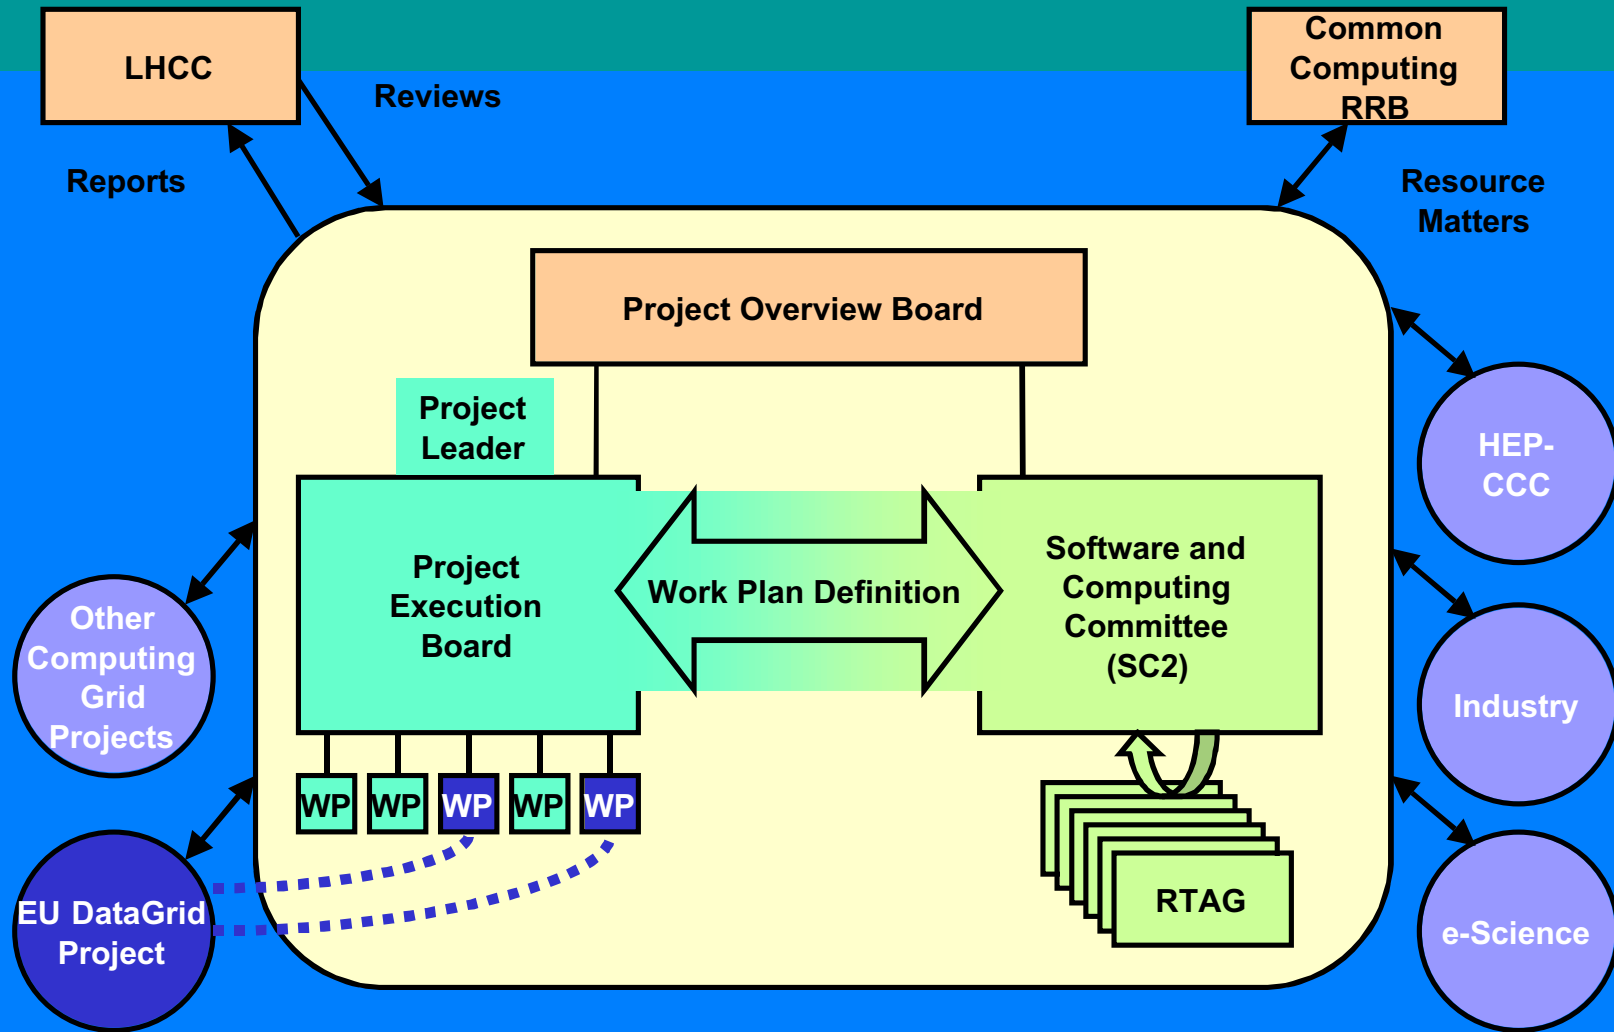 LHCC
Reviews
Reports
Common
Computing
RRB
Resource
Matters
Project Overview Board
Project
Leader
Project
Execution
Board
Work Plan Definition
Software and
Computing
Committee
(SC2)
WP
WP
WP
WP
WP
RTAG
Other
Computing
Grid
Projects
EU DataGrid
Project
HEP-
CCC
Industry
e-Science